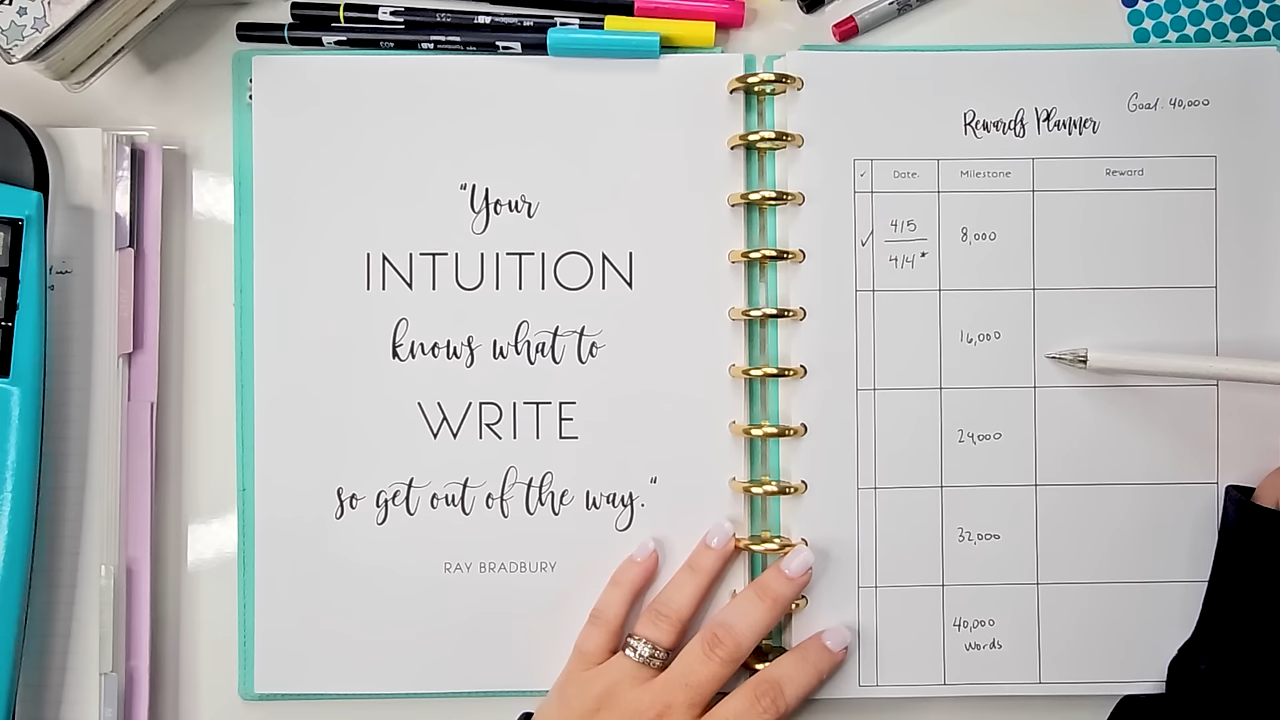 “Your
INTUITION
knows what to
WRITE
so get out of the way.”
RAY BRADBURY
Goal: 40,000
Rewards Planner
✓ Date Milestone Reward
✓ 4/5 8,000
4/4*
16,000
24,000
32,000
40,000
words